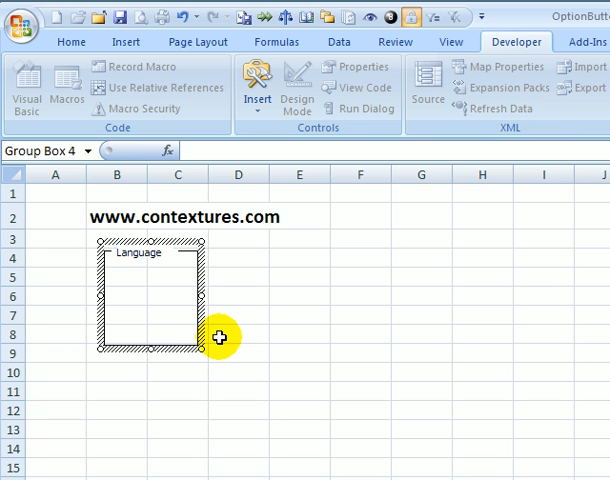 OptionButt
Home Insert Page Layout Formulas Data Review View Developer Add-Ins
Visual Basic Macros Record Macro Use Relative References Macro Security Insert Design Mode Properties View Code Run Dialog Source Map Properties Expansion Packs Refresh Data Import Export
Code Controls XML
Group Box 4 fx
A B C D E F G H I J
1
2 www.contextures.com
3
4 Language
5
6
7
8
9
10
11
12
13
14
15